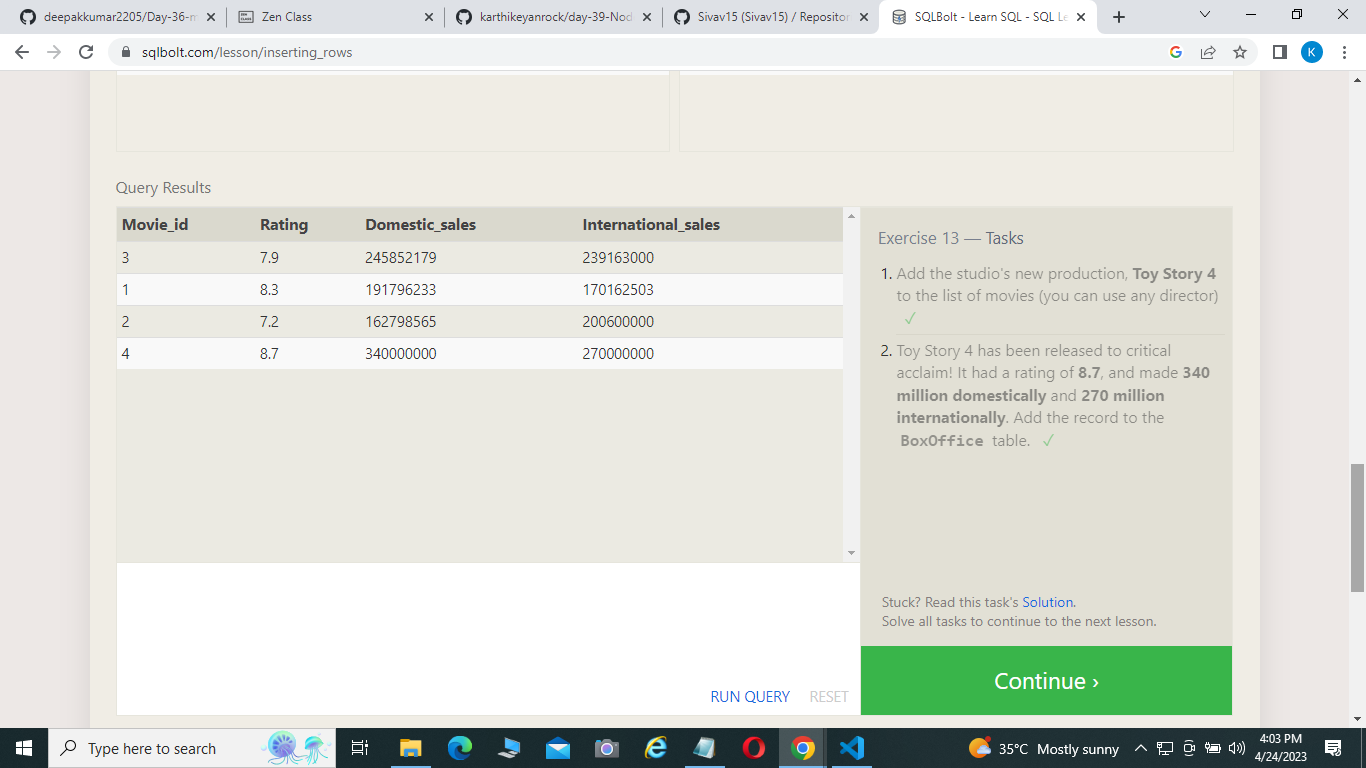 deepakkumar2205/Day-36-m
Zen Class
karthikeyanrock/day-39-Nod
Sivav15 (Sivav15) / Repositor
SQLBolt - Learn SQL - SQL Le
sqlbolt.com/lesson/inserting_rows
K
Query Results
Movie_id Rating Domestic_sales International_sales
3 7.9 245852179 239163000
1 8.3 191796233 170162503
2 7.2 162798565 200600000
4 8.7 340000000 270000000
RUN QUERY RESET
Exercise 13 — Tasks
1. Add the studio's new production, Toy Story 4
to the list of movies (you can use any director)
✓
2. Toy Story 4 has been released to critical
acclaim! It had a rating of 8.7, and made 340
million domestically and 270 million
internationally. Add the record to the
BoxOffice table. ✓
Stuck? Read this task's Solution.
Solve all tasks to continue to the next lesson.
Continue ›
Type here to search
35°C Mostly sunny
4:03 PM
4/24/2023